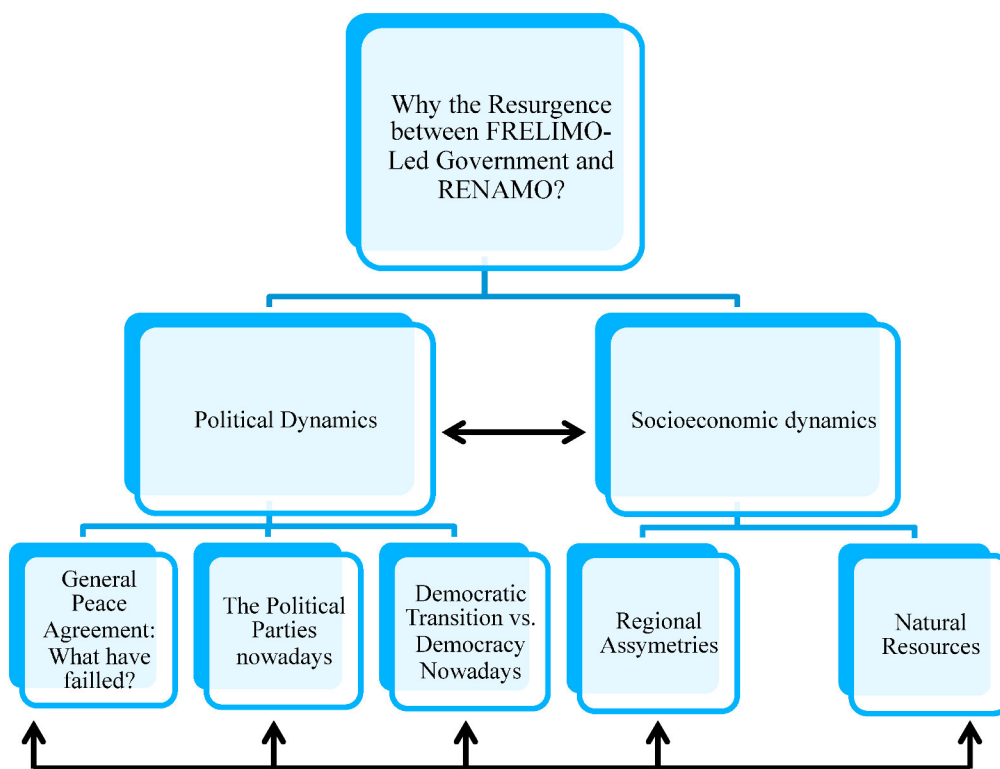 Why the Resurgence
between FRELIMO-
Led Government and
RENAMO?
Political Dynamics
Socioeconomic dynamics
General
Peace
Agreement:
What have
failled?
The Political
Parties
nowadays
Democratic
Transition vs.
Democracy
Nowadays
Regional
Assymetries
Natural
Resources